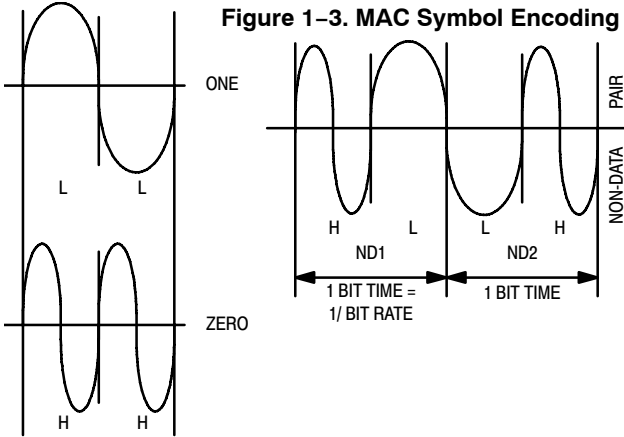 Figure 1–3. MAC Symbol Encoding
ONE
L L
ZERO
H H
PAIR
NON-DATA
H L L H
ND1 ND2
1 BIT TIME =
1/ BIT RATE
1 BIT TIME